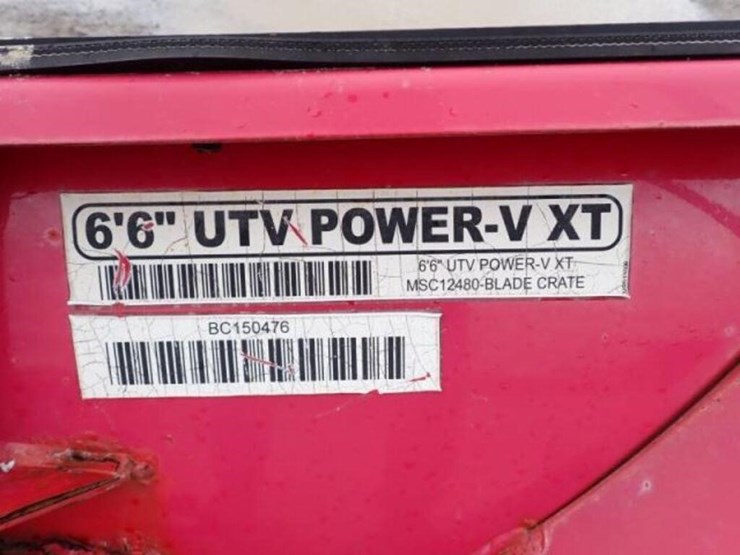 6'6" UTV POWER-V XT
6'6" UTV POWER-V XT
MSC12480-BLADE CRATE
BC150476